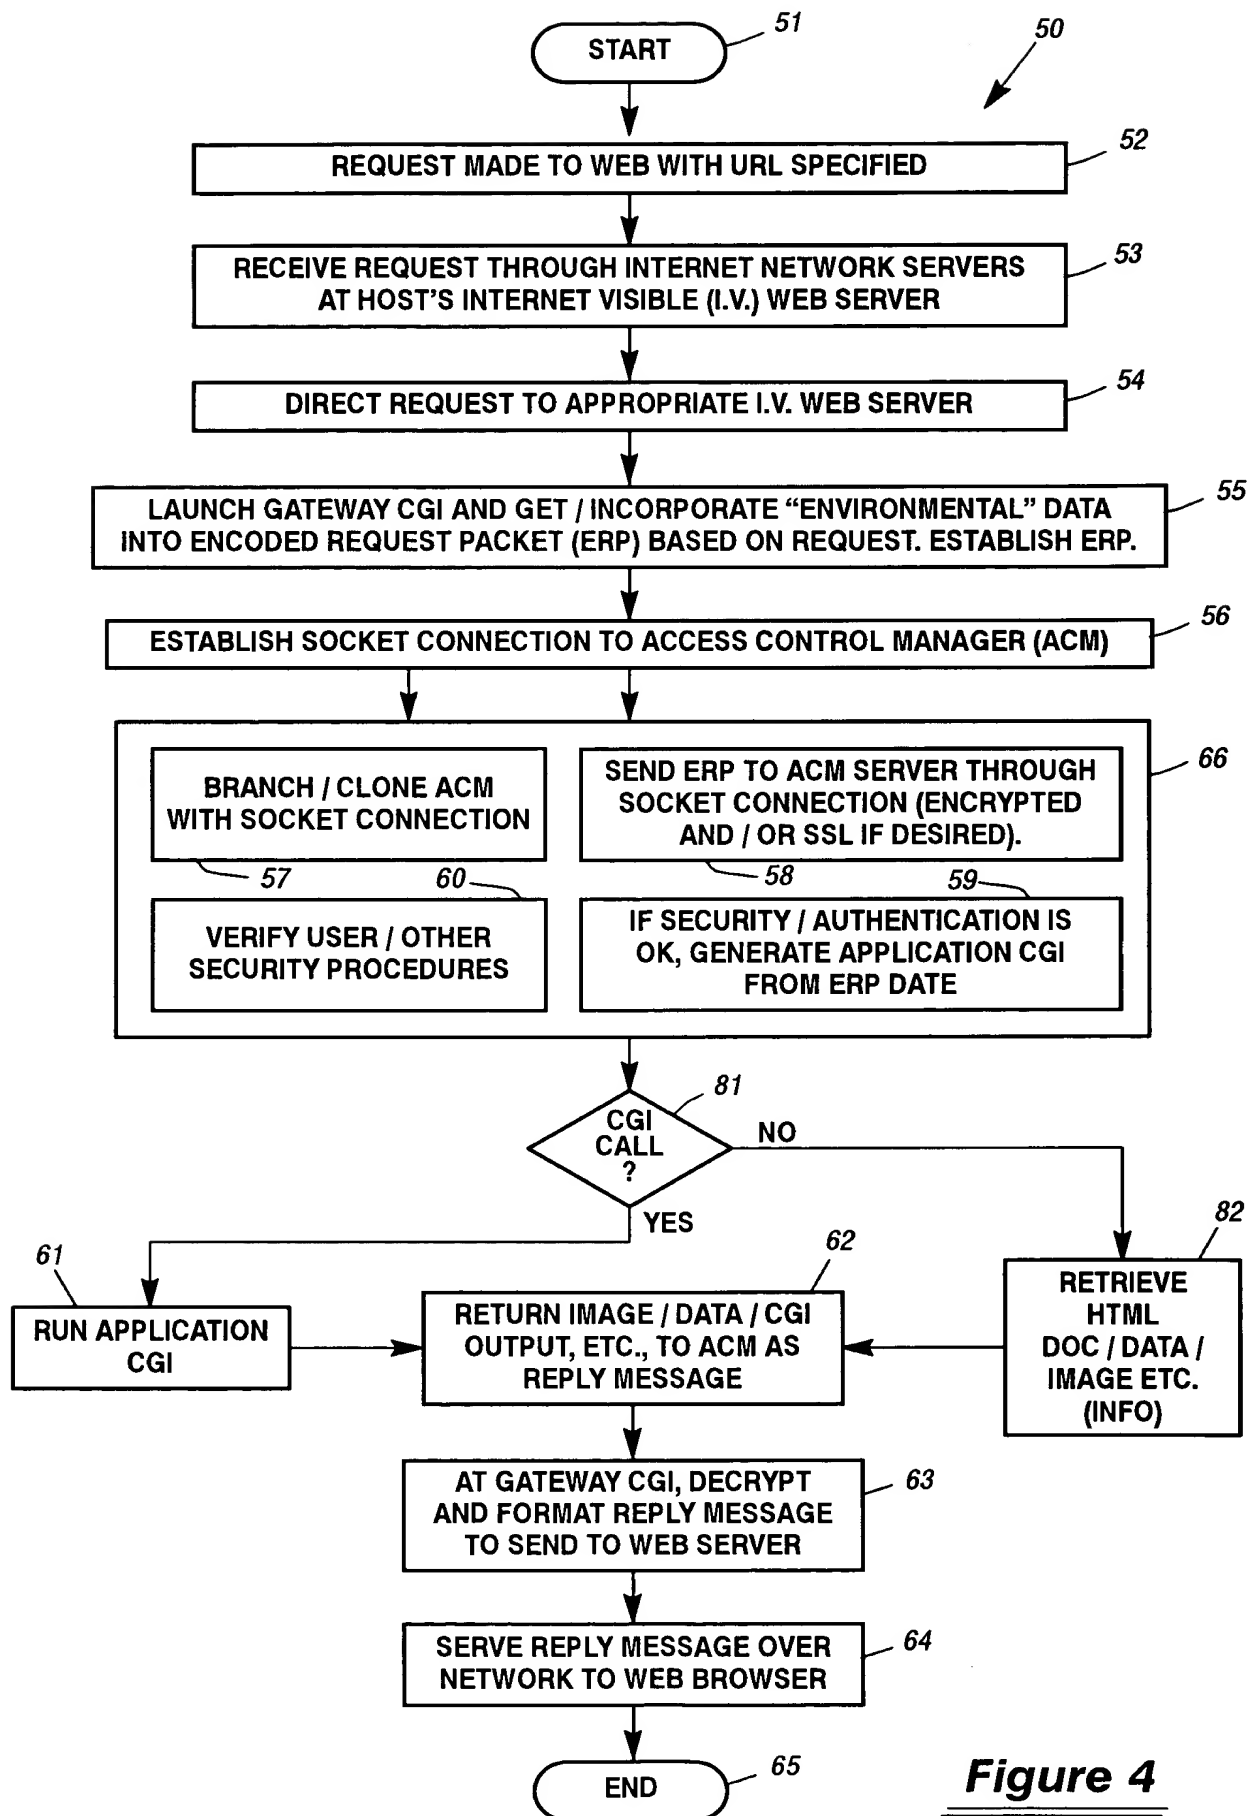 START
51
50
REQUEST MADE TO WEB WITH URL SPECIFIED
52
RECEIVE REQUEST THROUGH INTERNET NETWORK SERVERS
AT HOST'S INTERNET VISIBLE (I.V.) WEB SERVER
53
DIRECT REQUEST TO APPROPRIATE I.V. WEB SERVER
54
LAUNCH GATEWAY CGI AND GET / INCORPORATE “ENVIRONMENTAL” DATA
INTO ENCODED REQUEST PACKET (ERP) BASED ON REQUEST. ESTABLISH ERP.
55
ESTABLISH SOCKET CONNECTION TO ACCESS CONTROL MANAGER (ACM)
56
BRANCH / CLONE ACM
WITH SOCKET CONNECTION
57
SEND ERP TO ACM SERVER THROUGH
SOCKET CONNECTION (ENCRYPTED
AND / OR SSL IF DESIRED).
58
66
60
VERIFY USER / OTHER
SECURITY PROCEDURES
59
IF SECURITY / AUTHENTICATION IS
OK, GENERATE APPLICATION CGI
FROM ERP DATE
81
CGI
CALL
?
NO
YES
61
RUN APPLICATION
CGI
62
RETURN IMAGE / DATA / CGI
OUTPUT, ETC., TO ACM AS
REPLY MESSAGE
82
RETRIEVE
HTML
DOC / DATA /
IMAGE ETC.
(INFO)
AT GATEWAY CGI, DECRYPT
AND FORMAT REPLY MESSAGE
TO SEND TO WEB SERVER
63
SERVE REPLY MESSAGE OVER
NETWORK TO WEB BROWSER
64
END
65
Figure 4